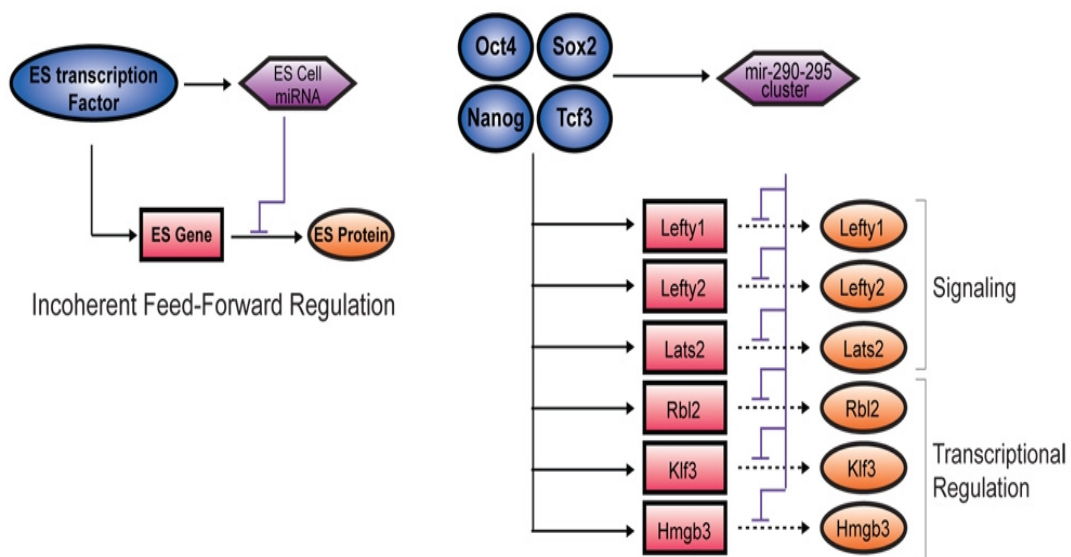 ES transcription
Factor
ES Cell
miRNA
ES Gene
ES Protein
Incoherent Feed-Forward Regulation
Oct4
Sox2
Nanog
Tcf3
mir-290-295
cluster
Lefty1
Lefty1
Lefty2
Lefty2
Lats2
Lats2
Signaling
Rbl2
Rbl2
Klf3
Klf3
Hmgb3
Hmgb3
Transcriptional
Regulation